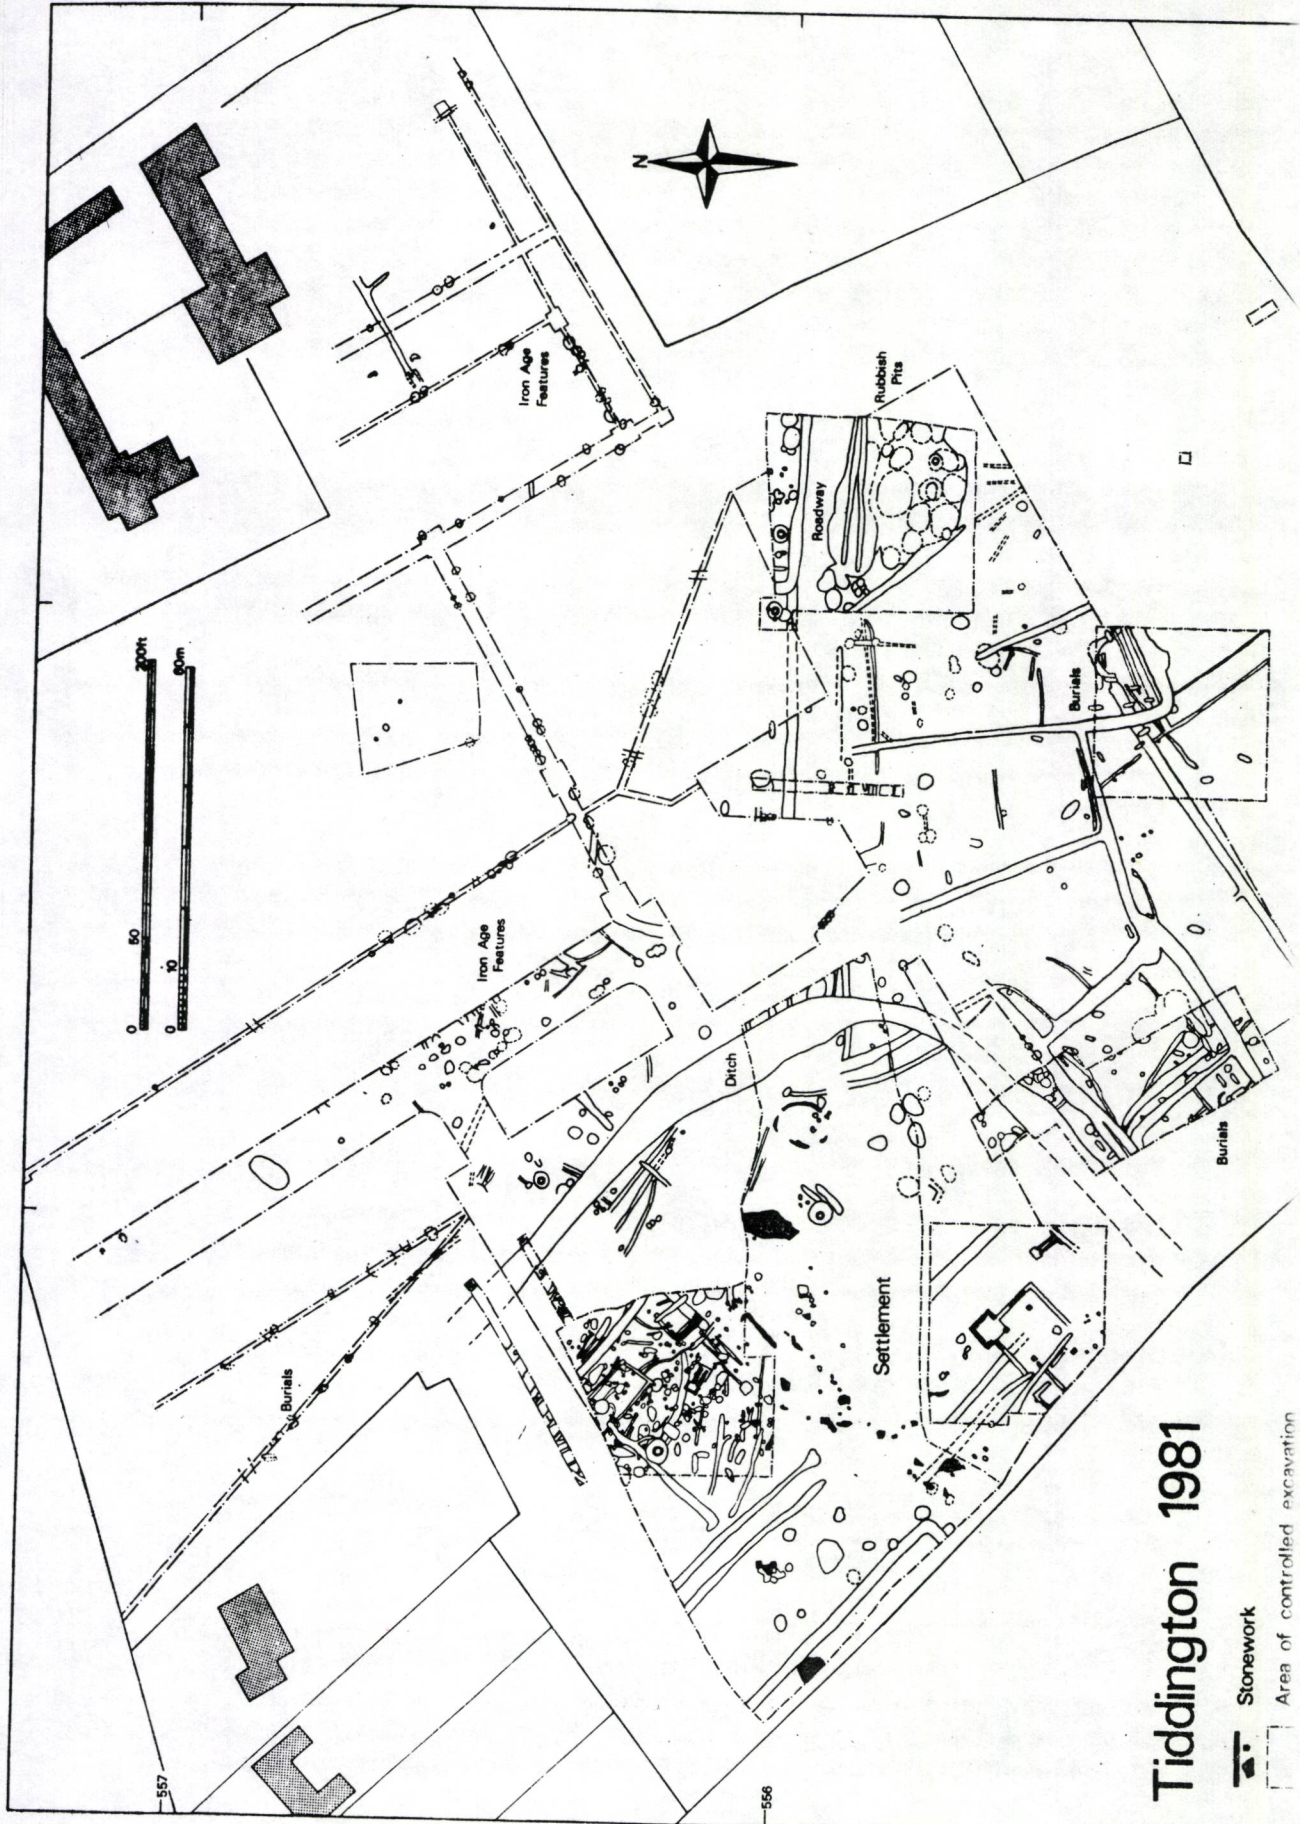 Tiddington 1981
Stonework
Area of controlled excavation
N
0 50 200ft
0 10 60m
Iron Age
Features
Iron Age
Features
Rubbish
Pits
Roadway
Burials
Ditch
Burials
Settlement
Burials
557
556